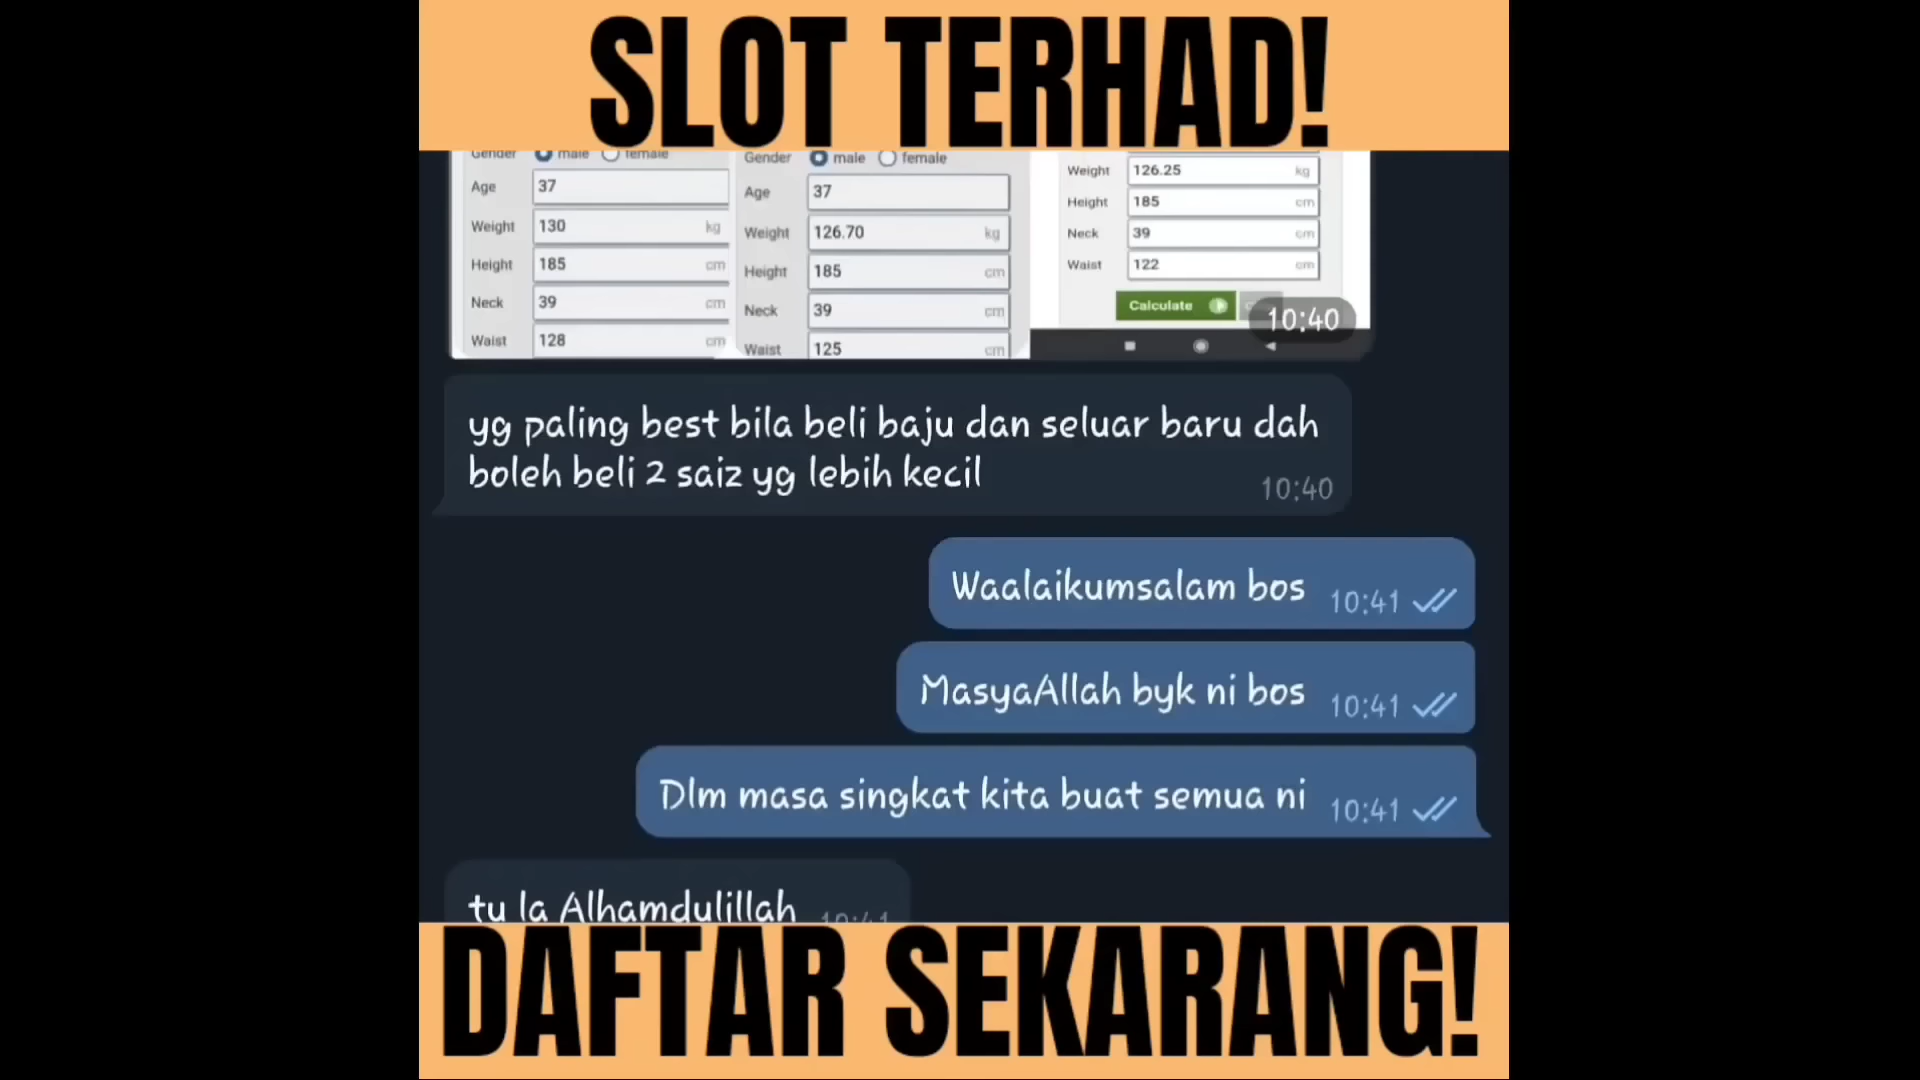 SLOT TERHAD!
Gender male female
Age 37
Weight 130 kg
Height 185 cm
Neck 39 cm
Waist 128 cm
Gender male female
Age 37
Weight 126.70 kg
Height 185 cm
Neck 39 cm
Waist 125 cm
Weight 126.25 kg
Height 185 cm
Neck 39 cm
Waist 122 cm
Calculate
10:40
yg paling best bila beli baju dan seluar baru dah
boleh beli 2 saiz yg lebih kecil
10:40
Waalaikumsalam bos 10:41
MasyaAllah byk ni bos 10:41
Dlm masa singkat kita buat semua ni 10:41
tu la Alhamdulillah 10:41
DAFTAR SEKARANG!